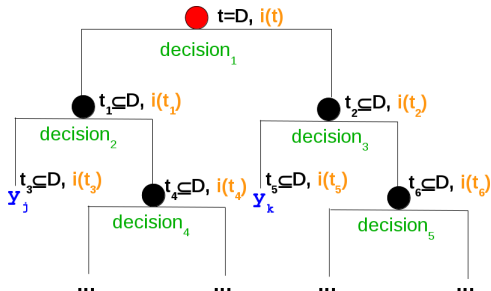 t=D, i(t)
decision₁
t₁⊆D, i(t₁)
t₂⊆D, i(t₂)
decision₂
decision₃
t₃⊆D, i(t₃)
t₄⊆D, i(t₄)
t₅⊆D, i(t₅)
t₆⊆D, i(t₆)
yⱼ
yₖ
decision₄
decision₅
... ... ... ...